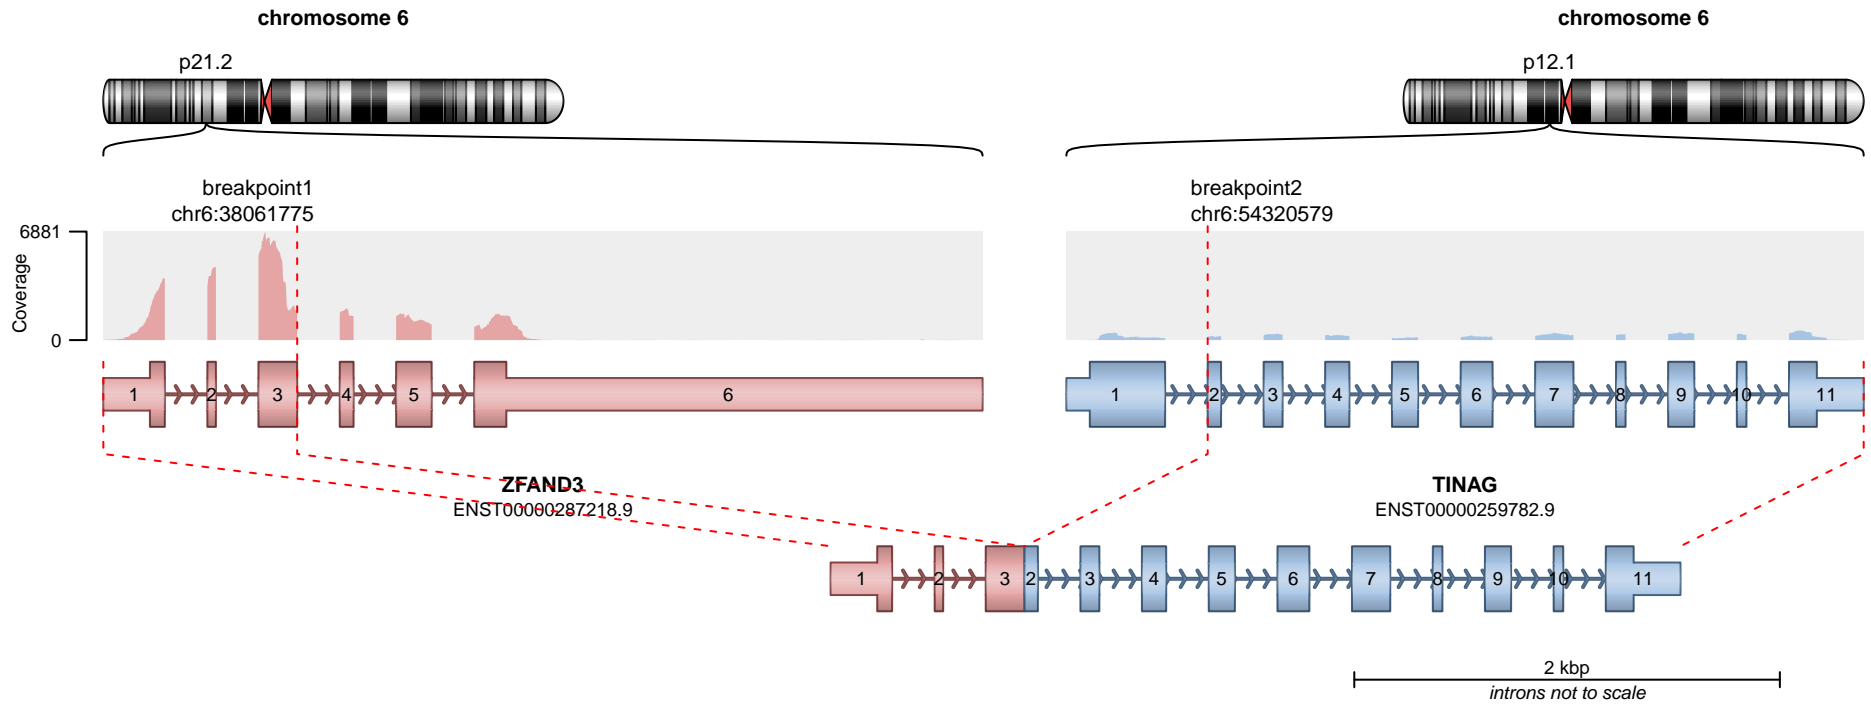 chromosome 6
chromosome 6
p21.2
p12.1
breakpoint1
chr6:38061775
breakpoint2
chr6:54320579
6881
Coverage
0
1 2 3 4 5 6
1 2 3 4 5 6 7 8 9 10 11
ZFAND3
ENST00000287218.9
TINAG
ENST00000259782.9
1 2 3 2 3 4 5 6 7 8 9 10 11
2 kbp
introns not to scale